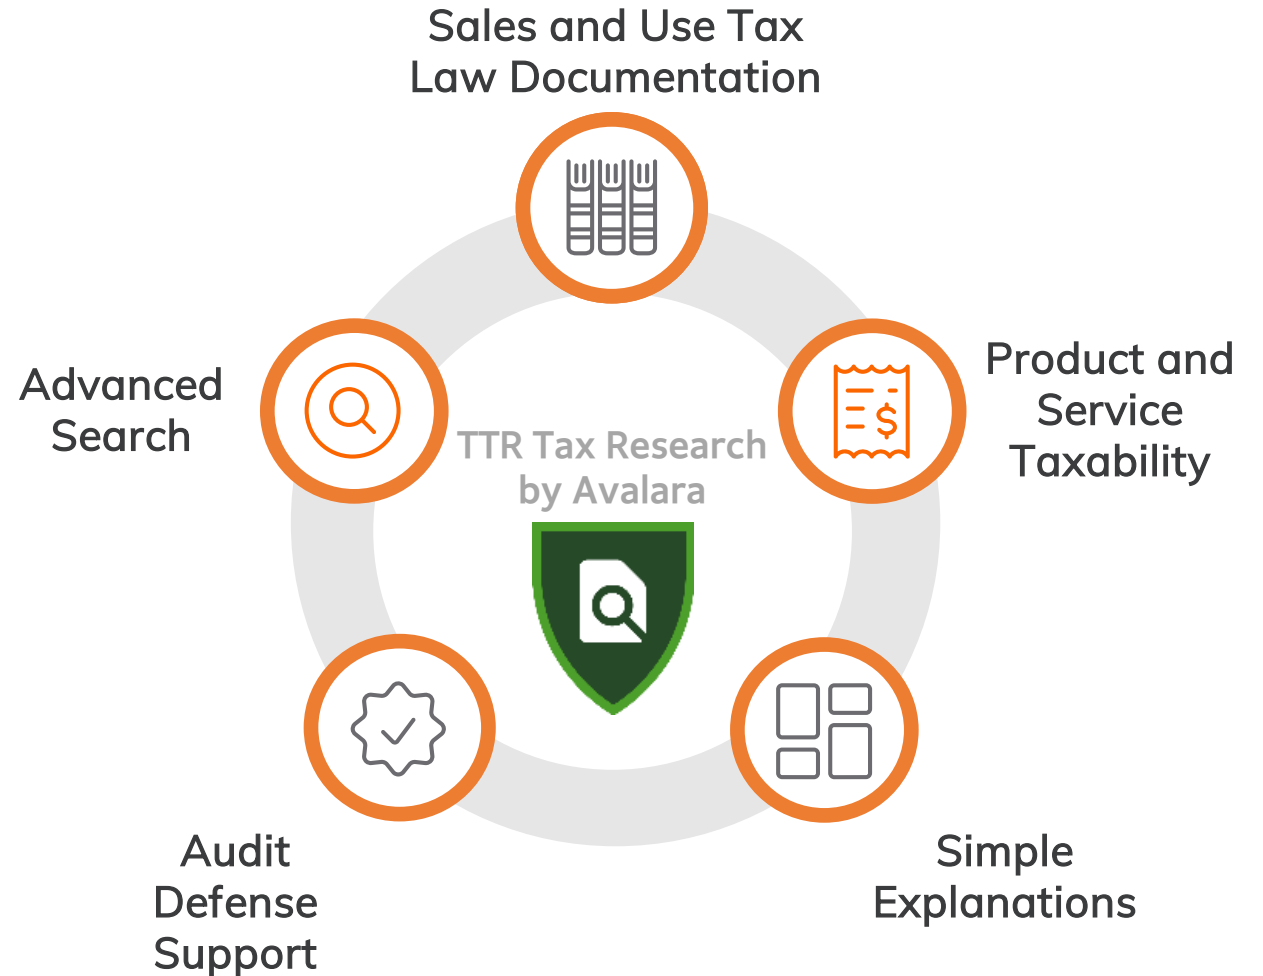 Sales and Use Tax
Law Documentation
Product and
Service
Taxability
Advanced
Search
TTR Tax Research
by Avalara
$
Simple
Explanations
Audit
Defense
Support